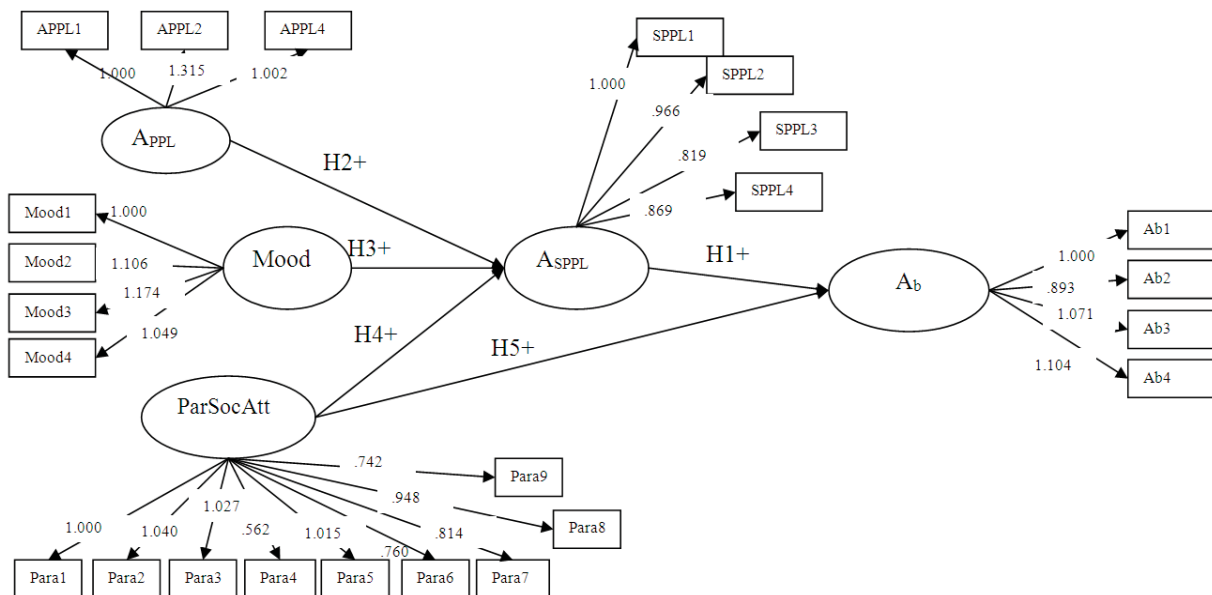 APPL1
APPL2
APPL4
1.000
1.315
1.002
APPL
SPPL1
SPPL2
SPPL3
SPPL4
1.000
.966
.819
.869
H2+
Mood1
Mood2
Mood3
Mood4
1.000
1.106
1.174
1.049
Mood
H3+
ASPPL
H1+
Ab
Ab1
Ab2
Ab3
Ab4
1.000
.893
1.071
1.104
H4+
H5+
ParSocAtt
1.000
1.040
1.027
.562
1.015
.760
.814
.948
.742
Para9
Para8
Para1
Para2
Para3
Para4
Para5
Para6
Para7